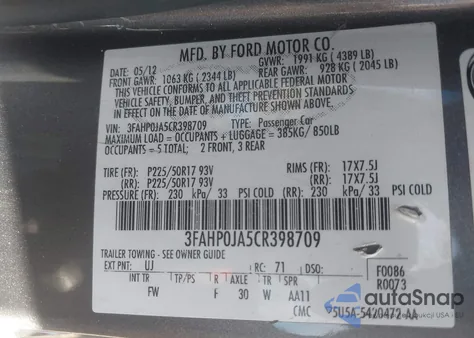 MFD. BY FORD MOTOR CO.
DATE: 05/12 GVWR: 1991 KG (4389 LB)
FRONT GAWR: 1063 KG (2344 LB) REAR GAWR: 928 KG (2045 LB)
THIS VEHICLE CONFORMS TO ALL APPLICABLE FEDERAL MOTOR VEHICLE
SAFETY, BUMPER, AND THEFT PREVENTION STANDARDS
IN EFFECT ON THE DATE OF MANUFACTURE SHOWN ABOVE.
VIN: 3FAHP0JA5CR398709 TYPE: Passenger Car
MAXIMUM LOAD = OCCUPANTS + LUGGAGE = 385KG/ 850LB
OCCUPANTS = 5 TOTAL; 2 FRONT, 3 REAR
TIRE (FR): P225/50R17 93V RIMS (FR): 17X7.5J
(RR): P225/50R17 93V (RR): 17X7.5J
PRESSURE (FR): 230 kPa/ 33 PSI COLD (RR): 230 kPa/ 33 PSI COLD
3FAHP0JA5CR398709
TRAILER TOWING - SEE OWNER GUIDE
EXT PNT: UJ RC: 71 DSO: F0086
R0073
INT TR TP/PS R AXLE TR
FW F 30 W AA11
CMC 5U5A-5420472-AA
autoSnap